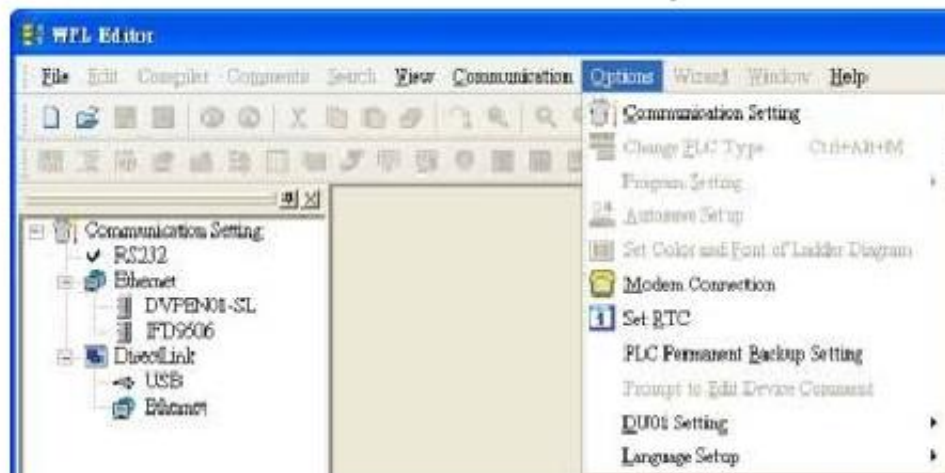 WPL Editor
File Edit Compiler Comments Search View Communication Options Wizard Window Help
Communication Setting
Change PLC Type Ctrl+Alt+M
Program Setting
Autosave Setup
Set Color and Font of Ladder Diagram
Modem Connection
Set RTC
PLC Permanent Backup Setting
Prompt to Edit Device Comment
DU01 Setting
Language Setup
Communication Setting
RS232
Ethernet
DVPEN01-SL
IFD9506
DirectLink
USB
Ethernet